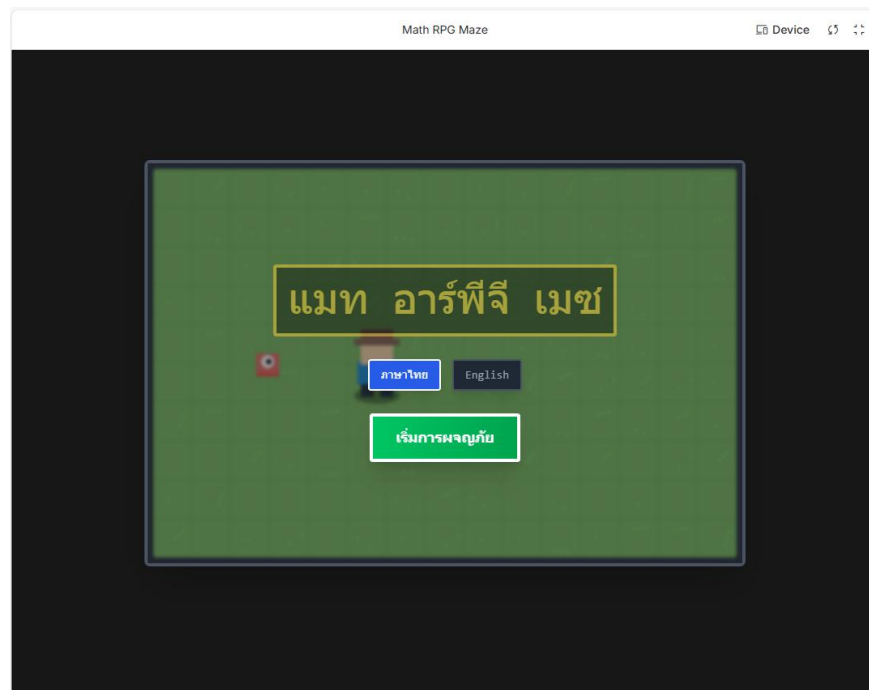 Math RPG Maze
Device
แมท อาร์พีจี เมซ
ภาษาไทย
English
เริ่มการผจญภัย